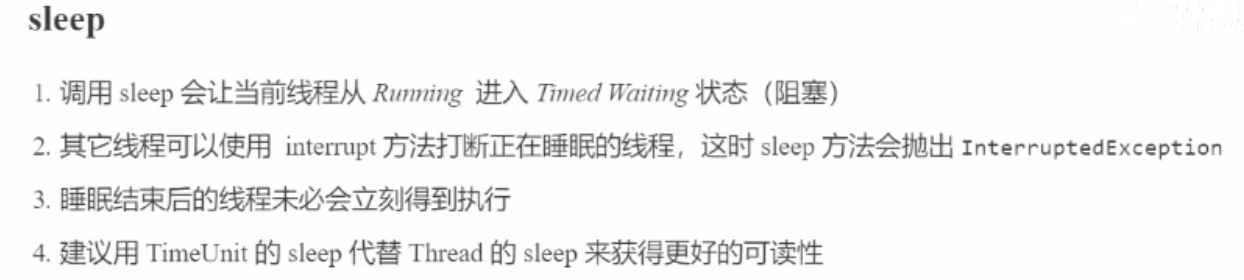 sleep
1. 调用 sleep 会让当前线程从 Running 进入 Timed Waiting 状态（阻塞）
2. 其它线程可以使用 interrupt 方法打断正在睡眠的线程，这时 sleep 方法会抛出 InterruptedException
3. 睡眠结束后的线程未必会立刻得到执行
4. 建议用 TimeUnit 的 sleep 代替 Thread 的 sleep 来获得更好的可读性